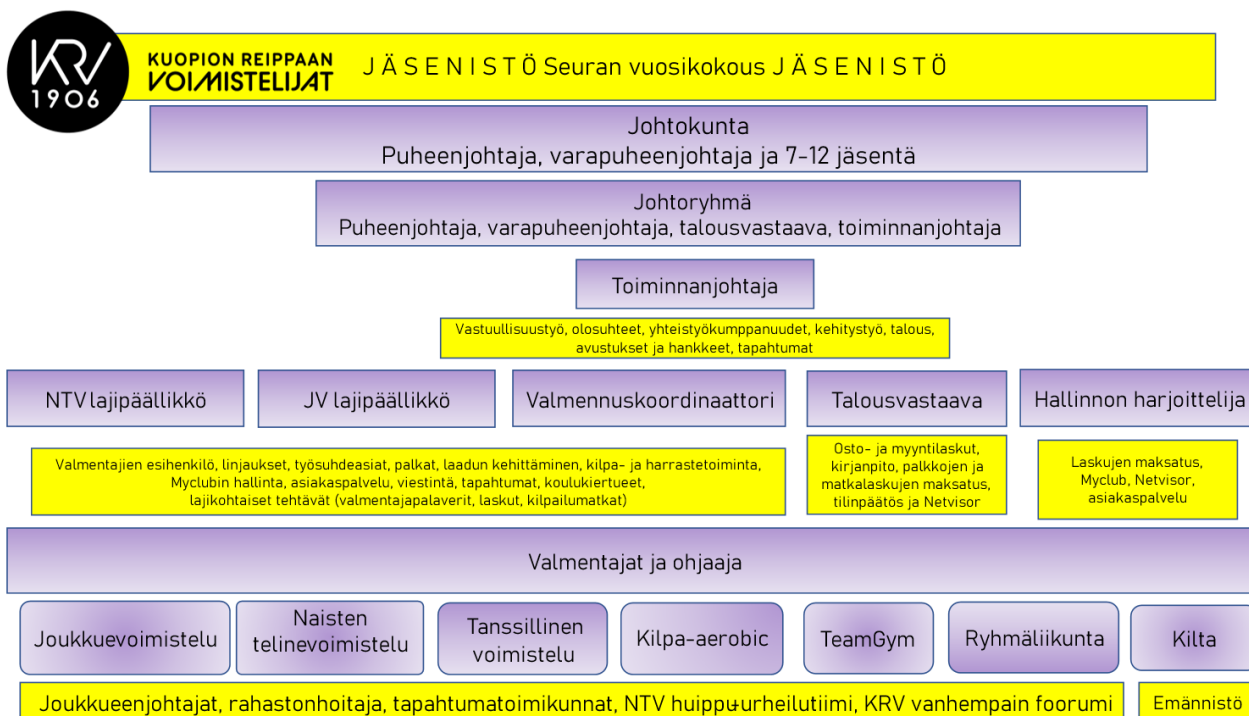 KRV
1906
KUOPION REIPPAAN
VOIMISTELIJAT
J Ä S E N I S T Ö Seuran vuosikokous J Ä S E N I S T Ö
Johtokunta
Puheenjohtaja, varapuheenjohtaja ja 7-12 jäsentä
Johtoryhmä
Puheenjohtaja, varapuheenjohtaja, talousvastaava, toiminnanjohtaja
Toiminnanjohtaja
Vastuullisuustyö, olosuhteet, yhteistyökumppanuudet, kehitystyö, talous,
avustukset ja hankkeet, tapahtumat
NTV lajipäällikkö
JV lajipäällikkö
Valmennuskoordinaattori
Talousvastaava
Hallinnon harjoittelija
Valmentajien esihenkilö, linjaukset, työsuhdeasiat, palkat, laadun kehittäminen, kilpa- ja harrastetoiminta,
Myclubin hallinta, asiakaspalvelu, viestintä, tapahtumat, koulukiertueet,
lajikohtaiset tehtävät (valmentajapalaverit, laskut, kilpailumatkat)
Osto- ja myyntilaskut,
kirjanpito, palkkojen ja
matkalaskujen maksatus,
tilinpäätös ja Netvisor
Laskujen maksatus,
Myclub, Netvisor,
asiakaspalvelu
Valmentajat ja ohjaaja
Joukkuevoimistelu
Naisten
telinevoimistelu
Tanssillinen
voimistelu
Kilpa-aerobic
TeamGym
Ryhmäliikunta
Kilta
Joukkueenjohtajat, rahastonhoitaja, tapahtumatoimikunnat, NTV huippu-urheilutiimi, KRV vanhempain foorumi
Emännistö